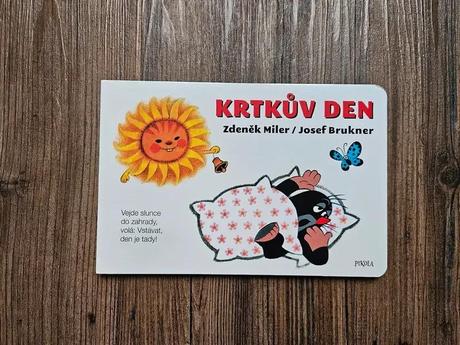 KRTKŮV DEN
Zdeněk Miler / Josef Brukner
Vejde slunce
do zahrady,
volá: Vstávat,
den je tady!
PIKOLA